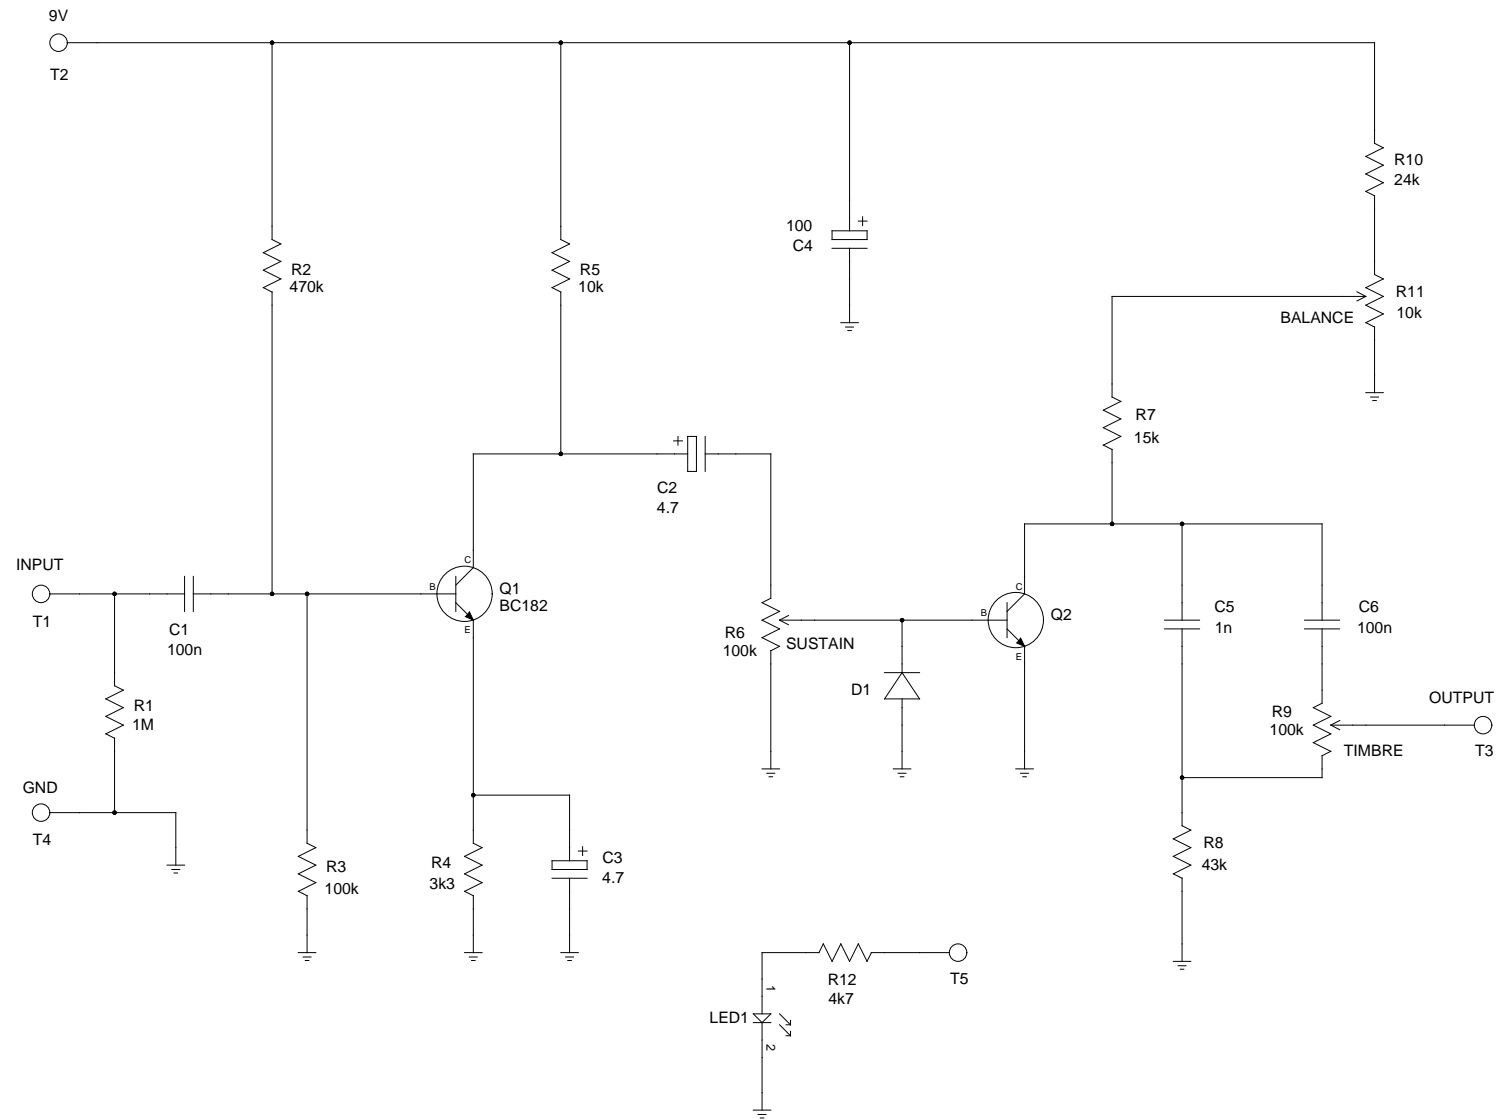 9V
T2
R10
24k
100
+
C4
R2
470k
R5
10k
R11
10k
BALANCE
R7
15k
+
C2
4.7
INPUT
T1
C1
100n
B
C
E
Q1
BC182
R6
100k
SUSTAIN
B
C
E
Q2
C5
1n
C6
100n
D1
R1
1M
R9
100k
TIMBRE
OUTPUT
T3
GND
T4
R3
100k
R4
3k3
+
C3
4.7
R8
43k
R12
4k7
T5
1
LED1
2